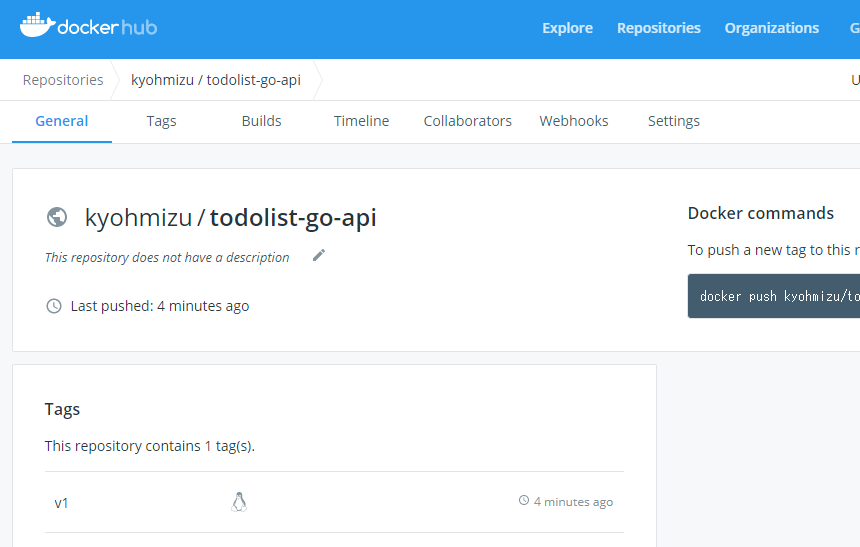 docker hub
Explore Repositories Organizations G
Repositories kyohmizu / todolist-go-api U
General Tags Builds Timeline Collaborators Webhooks Settings
kyohmizu / todolist-go-api
This repository does not have a description
Last pushed: 4 minutes ago
Docker commands
To push a new tag to this r
docker push kyohmizu/to
Tags
This repository contains 1 tag(s).
v1 4 minutes ago